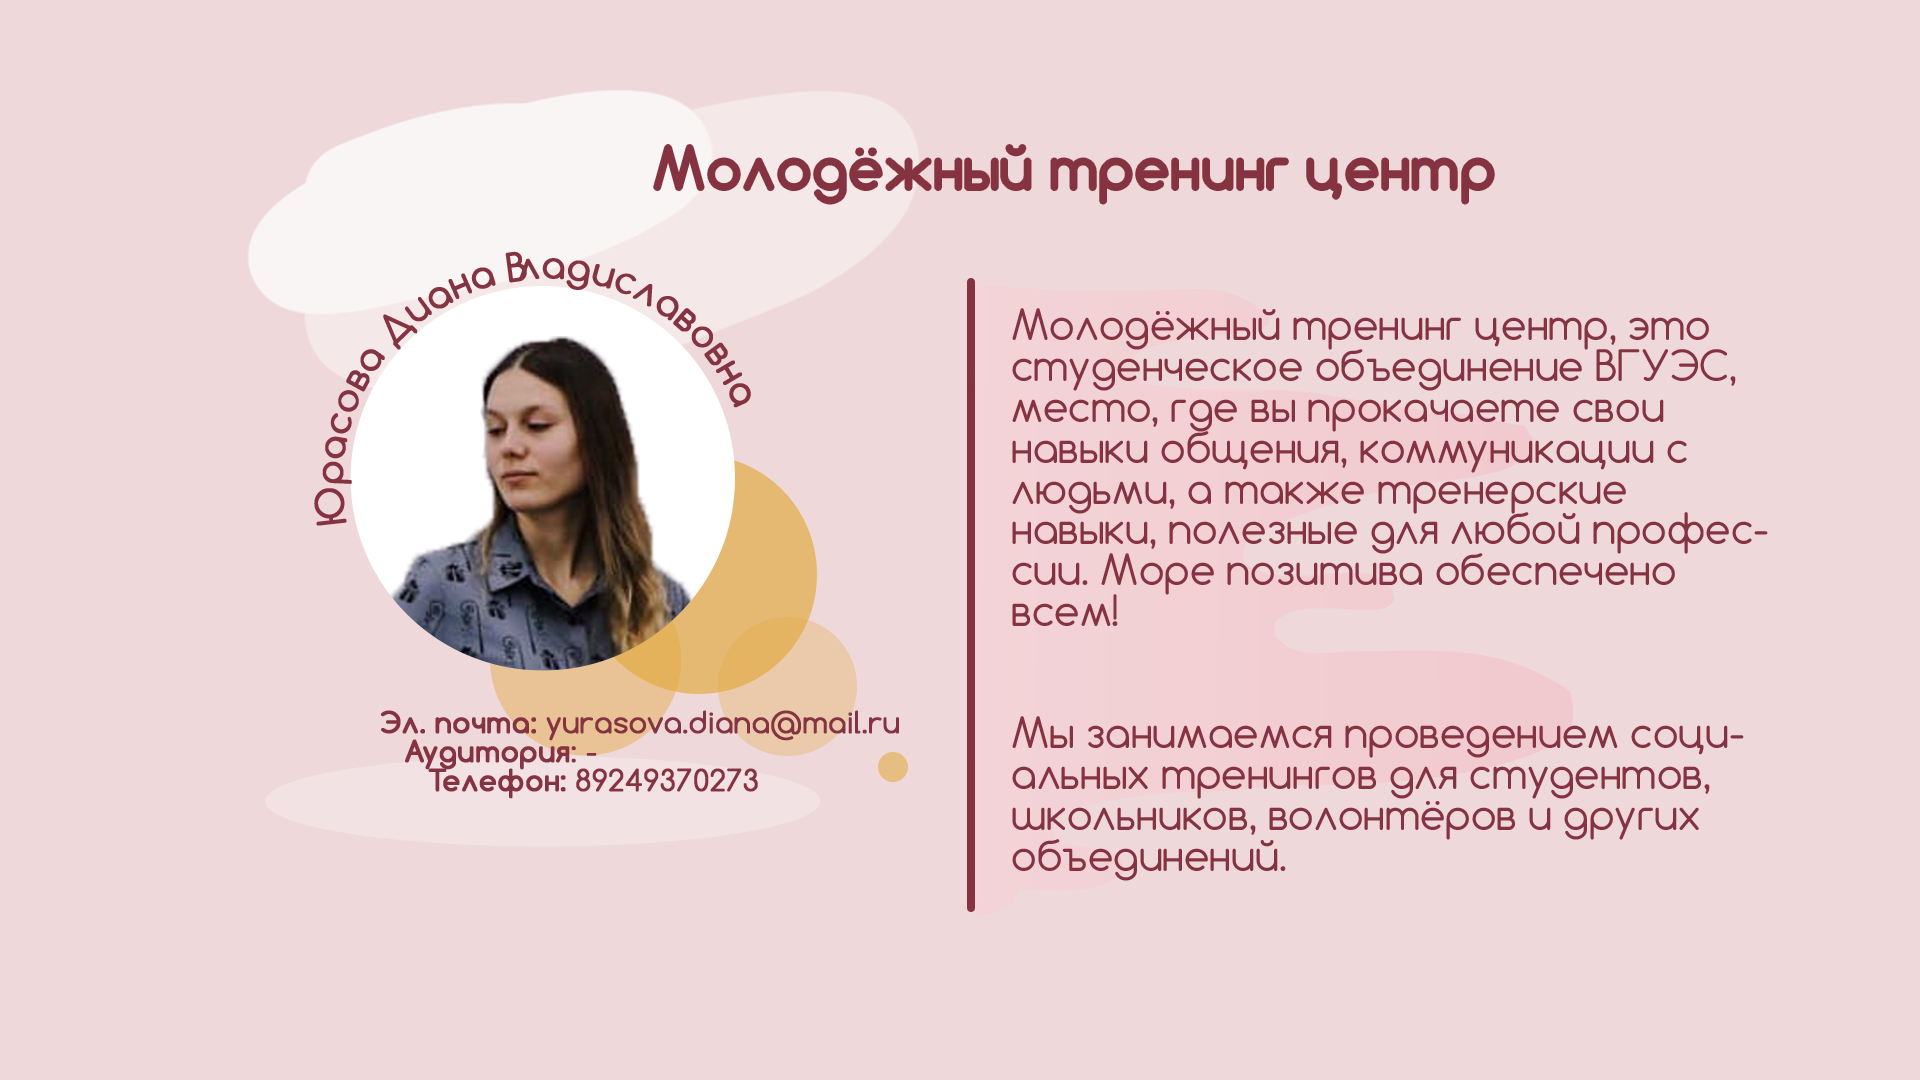 Молодёжный тренинг центр
Юрасова Диана Владиславовна
Эл. почта: yurasova.diana@mail.ru
Аудитория: -
Телефон: 89249370273
Молодёжный тренинг центр, это
студенческое объединение ВГУЭС,
место, где вы прокачаете свои
навыки общения, коммуникации с
людьми, а также тренерские
навыки, полезные для любой профес-
сии. Море позитива обеспечено
всем!
Мы занимаемся проведением соци-
альных тренингов для студентов,
школьников, волонтёров и других
объединений.